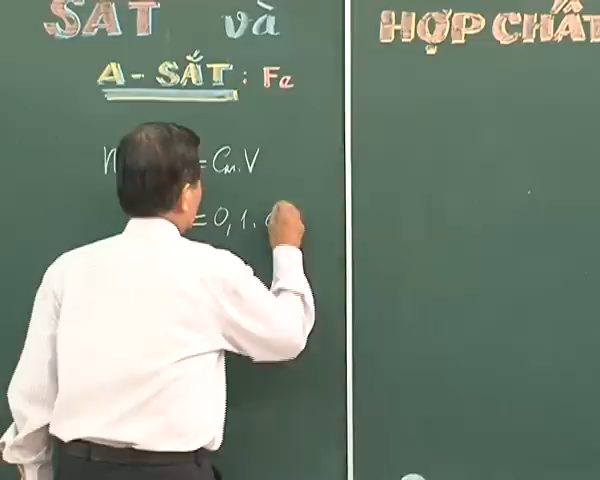 SẮT và HỢP CHẤT
A - SẮT : Fe
= CM.V
= 0,1.